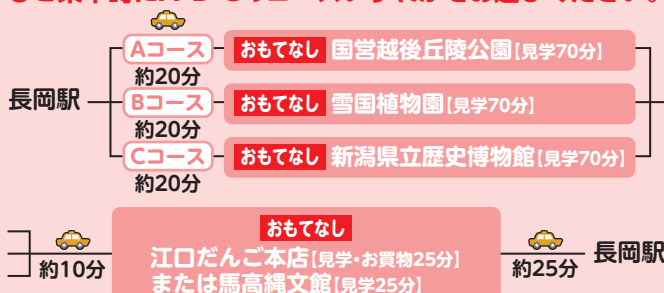 Aコース
おもてなし 国営越後丘陵公園【見学70分】
約20分
長岡駅
Bコース
おもてなし 雪国植物園【見学70分】
約20分
Cコース
おもてなし 新潟県立歴史博物館【見学70分】
約20分
おもてなし
約10分
江口だんご本店【見学・お買物25分】
または馬高縄文館【見学25分】
約25分
長岡駅